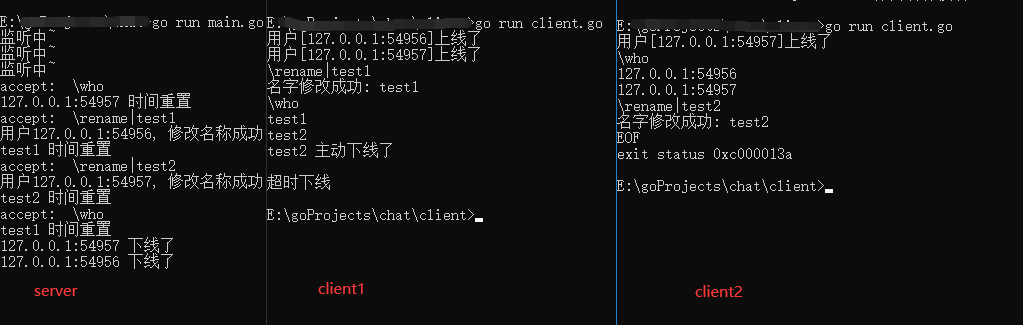 E:\goProjects\chat>go run main.go
监听中~
监听中~
监听中~
accept:  \who
127.0.0.1:54957 时间重置
accept:  \rename|test1
用户127.0.0.1:54956, 修改名称成功
test1 时间重置
accept:  \rename|test2
用户127.0.0.1:54957, 修改名称成功
test2 时间重置
accept:  \who
test1 时间重置
127.0.0.1:54957 下线了
127.0.0.1:54956 下线了
server
E:\goProjects\chat\client>go run client.go
用户[127.0.0.1:54956]上线了
用户[127.0.0.1:54957]上线了
\rename|test1
名字修改成功: test1
\who
test1
test2
test2 主动下线了
超时下线
E:\goProjects\chat\client>
client1
go run client.go
用户[127.0.0.1:54957]上线了
\who
127.0.0.1:54956
127.0.0.1:54957
\rename|test2
名字修改成功: test2
EOF
exit status 0xc000013a
E:\goProjects\chat\client>
client2